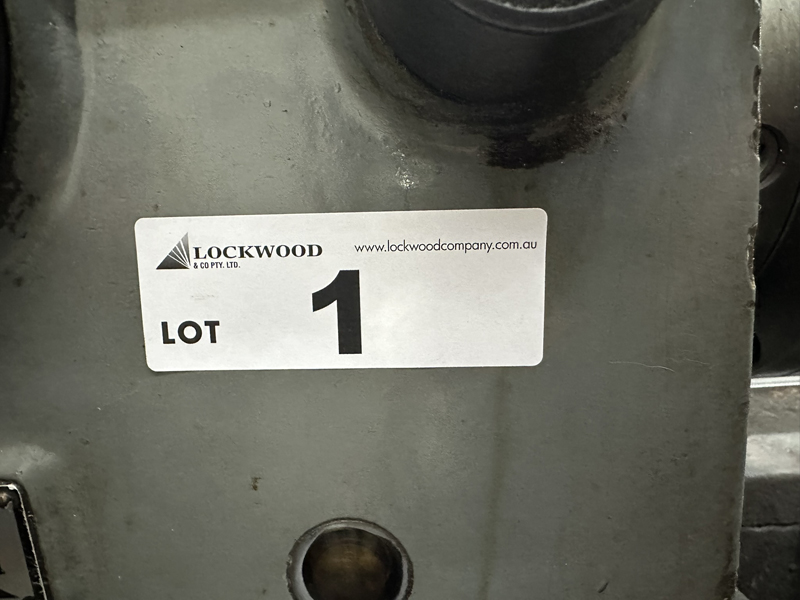 LOCKWOOD
& CO PTY. LTD.
www.lockwoodcompany.com.au
LOT 1